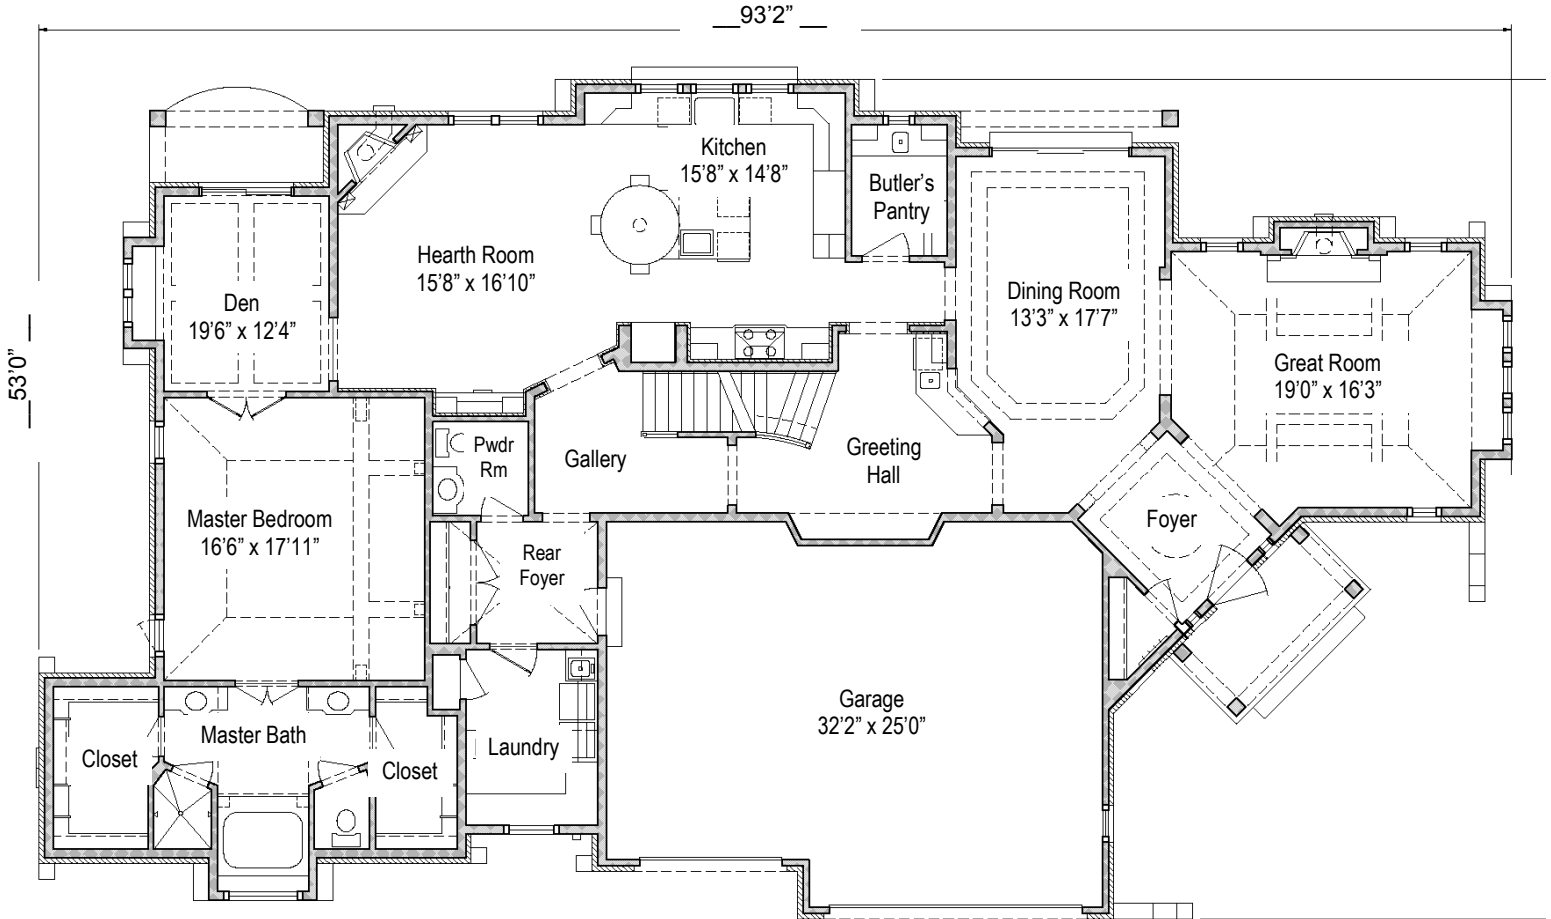 93’2”
Kitchen
15’8” x 14’8”
Butler’s
Pantry
Hearth Room
15’8” x 16’10”
Den
19’6” x 12’4”
Dining Room
13’3” x 17’7”
Great Room
19’0” x 16’3”
53’0”
Pwdr
Rm
Gallery
Greeting
Hall
Master Bedroom
16’6” x 17’11”
Foyer
Rear
Foyer
Garage
32’2” x 25’0”
Master Bath
Closet
Closet
Laundry